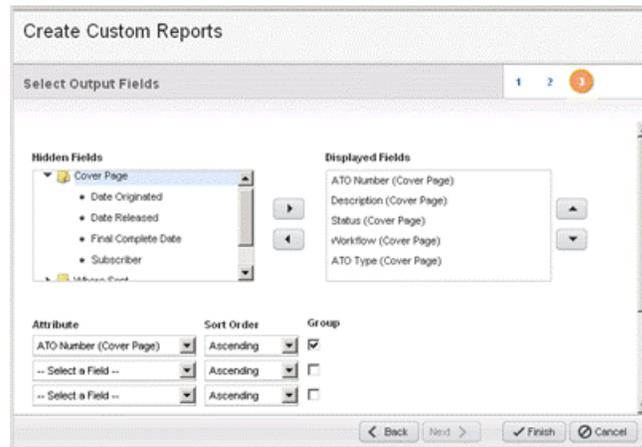 Create Custom Reports
Select Output Fields
1 2 3
Hidden Fields
Cover Page
Date Originated
Date Released
Final Complete Date
Subscriber
Where Sent
Displayed Fields
ATO Number (Cover Page)
Description (Cover Page)
Status (Cover Page)
Workflow (Cover Page)
ATO Type (Cover Page)
Attribute Sort Order Group
ATO Number (Cover Page) Ascending
-- Select a Field -- Ascending
-- Select a Field -- Ascending
Back Next Finish Cancel